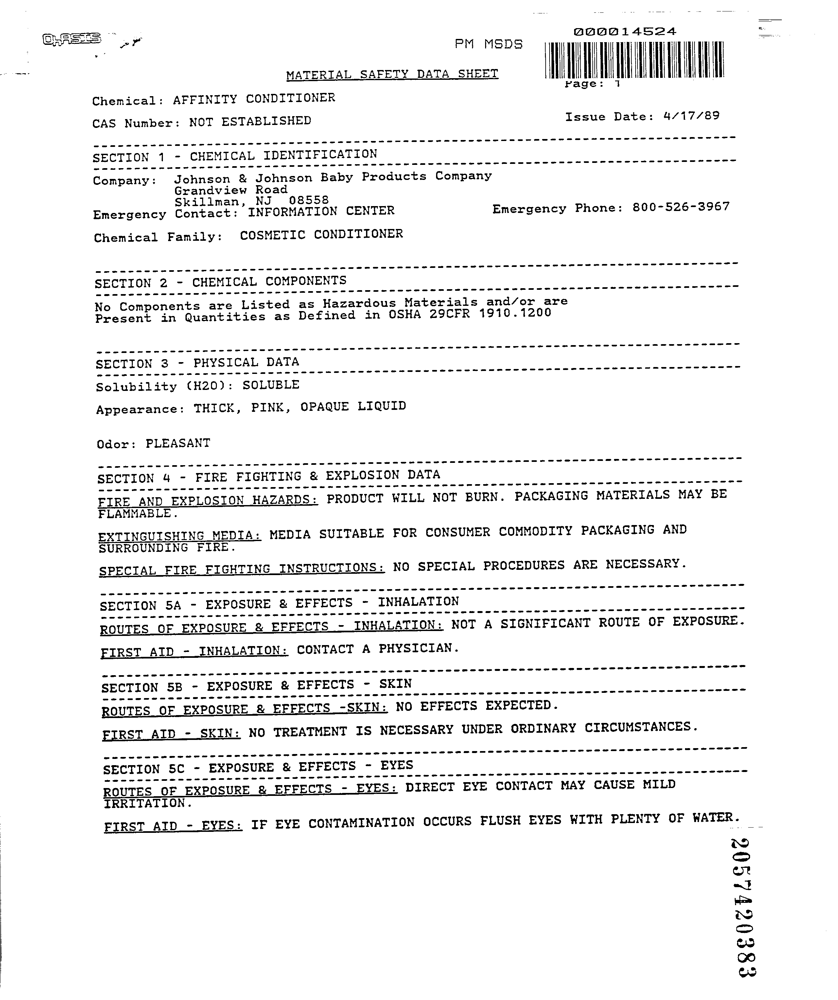 OHASIS
PM MSDS
000014524
MATERIAL SAFETY DATA SHEET
Page: 1
Chemical: AFFINITY CONDITIONER
CAS Number: NOT ESTABLISHED
Issue Date: 4/17/89
SECTION 1 - CHEMICAL IDENTIFICATION
Company: Johnson & Johnson Baby Products Company
Grandview Road
Skillman, NJ 08558
Emergency Contact: INFORMATION CENTER
Emergency Phone: 800-526-3967
Chemical Family: COSMETIC CONDITIONER
SECTION 2 - CHEMICAL COMPONENTS
No Components are Listed as Hazardous Materials and/or are
Present in Quantities as Defined in OSHA 29CFR 1910.1200
SECTION 3 - PHYSICAL DATA
Solubility (H2O): SOLUBLE
Appearance: THICK, PINK, OPAQUE LIQUID
Odor: PLEASANT
SECTION 4 - FIRE FIGHTING & EXPLOSION DATA
FIRE AND EXPLOSION HAZARDS: PRODUCT WILL NOT BURN. PACKAGING MATERIALS MAY BE
FLAMMABLE.
EXTINGUISHING MEDIA: MEDIA SUITABLE FOR CONSUMER COMMODITY PACKAGING AND
SURROUNDING FIRE.
SPECIAL FIRE FIGHTING INSTRUCTIONS: NO SPECIAL PROCEDURES ARE NECESSARY.
SECTION 5A - EXPOSURE & EFFECTS - INHALATION
ROUTES OF EXPOSURE & EFFECTS - INHALATION: NOT A SIGNIFICANT ROUTE OF EXPOSURE.
FIRST AID - INHALATION: CONTACT A PHYSICIAN.
SECTION 5B - EXPOSURE & EFFECTS - SKIN
ROUTES OF EXPOSURE & EFFECTS -SKIN: NO EFFECTS EXPECTED.
FIRST AID - SKIN: NO TREATMENT IS NECESSARY UNDER ORDINARY CIRCUMSTANCES.
SECTION 5C - EXPOSURE & EFFECTS - EYES
ROUTES OF EXPOSURE & EFFECTS - EYES: DIRECT EYE CONTACT MAY CAUSE MILD
IRRITATION.
FIRST AID - EYES: IF EYE CONTAMINATION OCCURS FLUSH EYES WITH PLENTY OF WATER.
2057420383